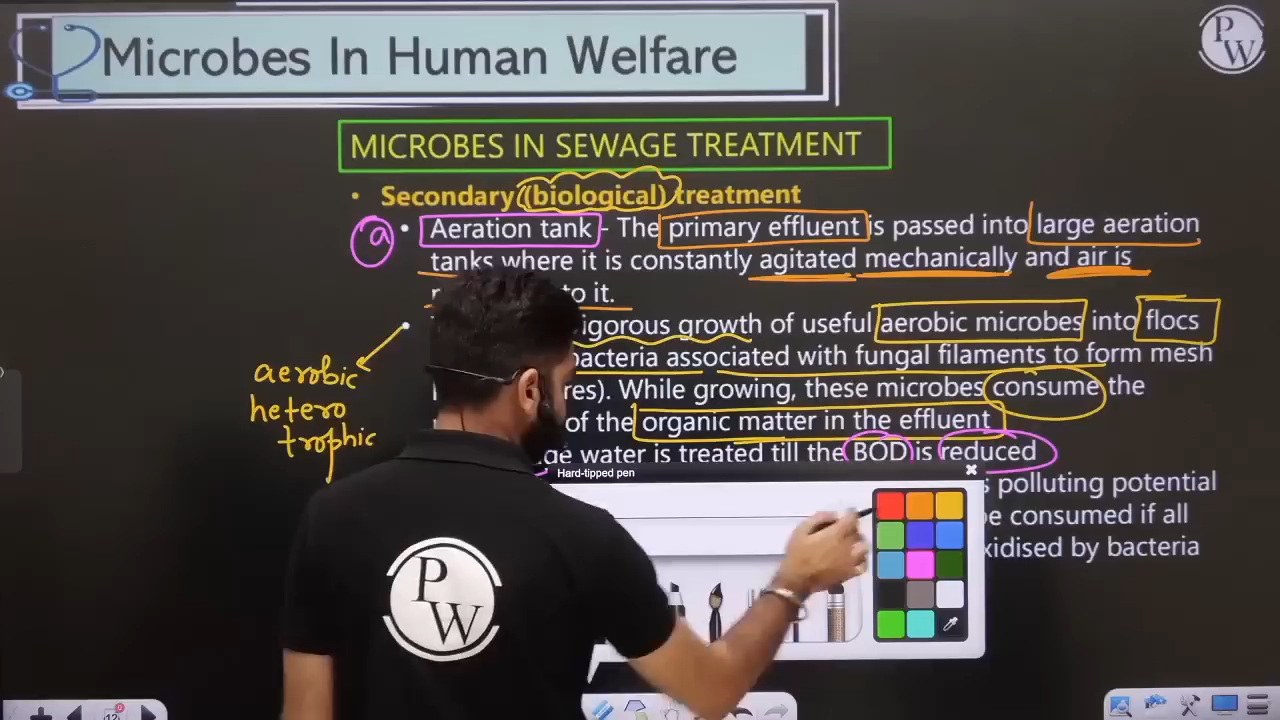 Microbes In Human Welfare
PW
MICROBES IN SEWAGE TREATMENT
• Secondary (biological) treatment
a • Aeration tank - The primary effluent is passed into large aeration
tanks where it is constantly agitated mechanically and air is
to it.
igorous growth of useful aerobic microbes into flocs
bacteria associated with fungal filaments to form mesh
res). While growing, these microbes consume the
of the organic matter in the effluent
water is treated till the BOD is reduced
polluting potential
be consumed if all
xidised by bacteria
aerobic
hetero
trophic
Hard-tipped pen
PW
12